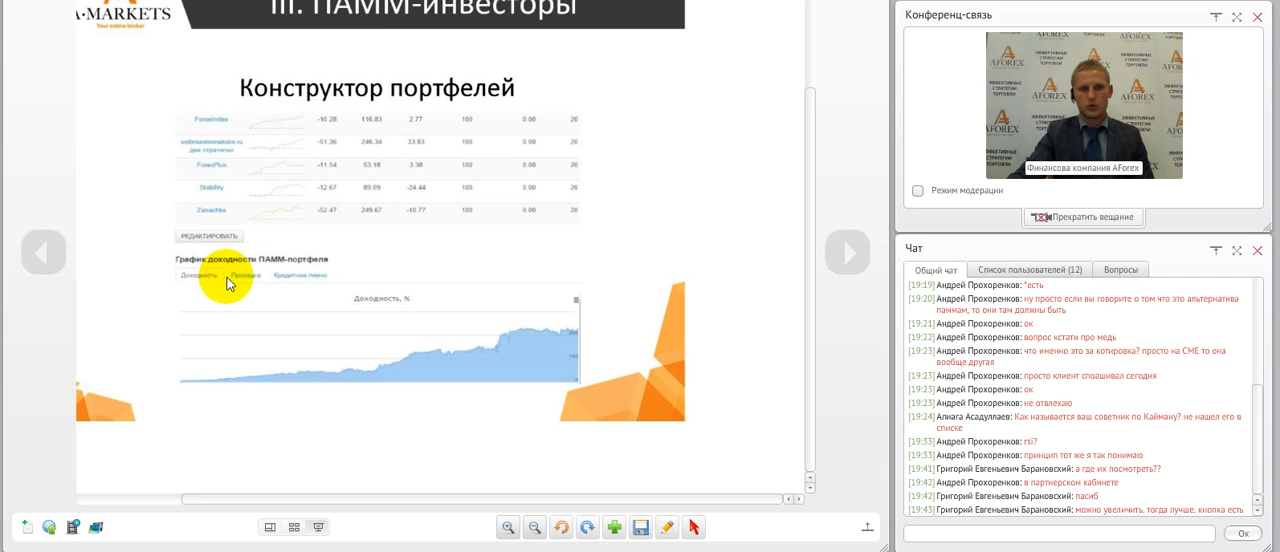 III. ПАММ-инвесторы
A·MARKETS
Your online broker
Конструктор портфелей
ForexIndex -10.28 116.83 2.77 100 0.00 20
webmastermaksim.ru -51.36 246.34 33.83 100 0.00 20
две стратегии
ForexPlus -11.54 53.18 3.38 100 0.00 20
Stability -12.67 89.09 -24.44 100 0.00 20
Zanachka -52.47 249.67 -10.77 100 0.00 20
РЕДАКТИРОВАТЬ
График доходности ПАММ-портфеля
Доходность Просадка Кредитное плечо
Доходность, %
Конференц-связь
ЭФФЕКТИВНЫЕ СТРАТЕГИИ ТОРГОВЛИ
AFOREX
Финансова компания AForex
Режим модерации
Прекратить вещание
Чат
Общий чат Список пользователей (12) Вопросы
[19:19] Андрей Прохоренков: *есть
[19:20] Андрей Прохоренков: ну просто если вы говорите о том что это альтернатива
паммам, то они там должны быть
[19:21] Андрей Прохоренков: ок
[19:22] Андрей Прохоренков: вопрос кстати про медь
[19:23] Андрей Прохоренков: что именно это за котировка? просто на CME то она
вообще другая
[19:23] Андрей Прохоренков: просто клиент спашивал сегодня
[19:23] Андрей Прохоренков: ок
[19:23] Андрей Прохоренков: не отвлекаю
[19:24] Алиага Асадуллаев: Как называется ваш советник по Кайману? не нашел его в
списке
[19:33] Андрей Прохоренков: rsi?
[19:33] Андрей Прохоренков: принцип тот же я так понимаю
[19:41] Григорий Евгеньевич Барановский: а где их посмотреть??
[19:42] Андрей Прохоренков: в партнерском кабинете
[19:42] Григорий Евгеньевич Барановский: пасиб
[19:43] Григорий Евгеньевич Барановский: можно увеличить. тогда лучше. кнопка есть
Ок